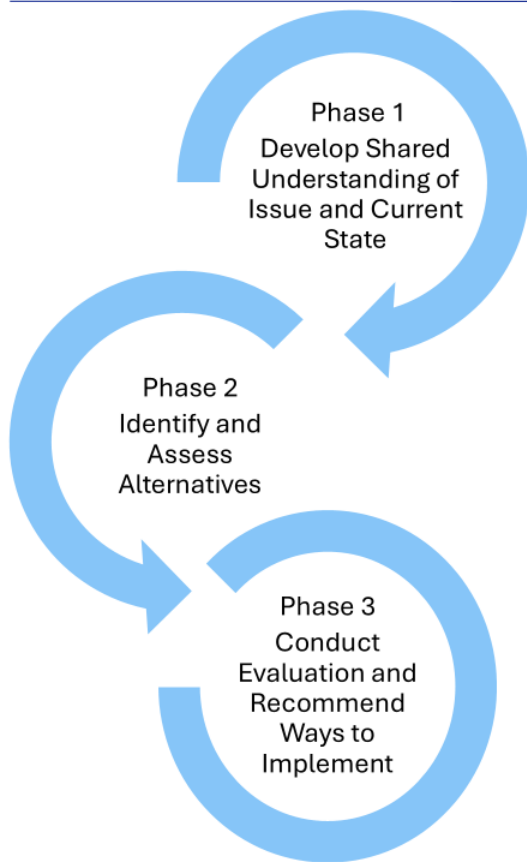 Phase 1
Develop Shared
Understanding of
Issue and Current
State
Phase 2
Identify and
Assess
Alternatives
Phase 3
Conduct
Evaluation and
Recommend
Ways to
Implement